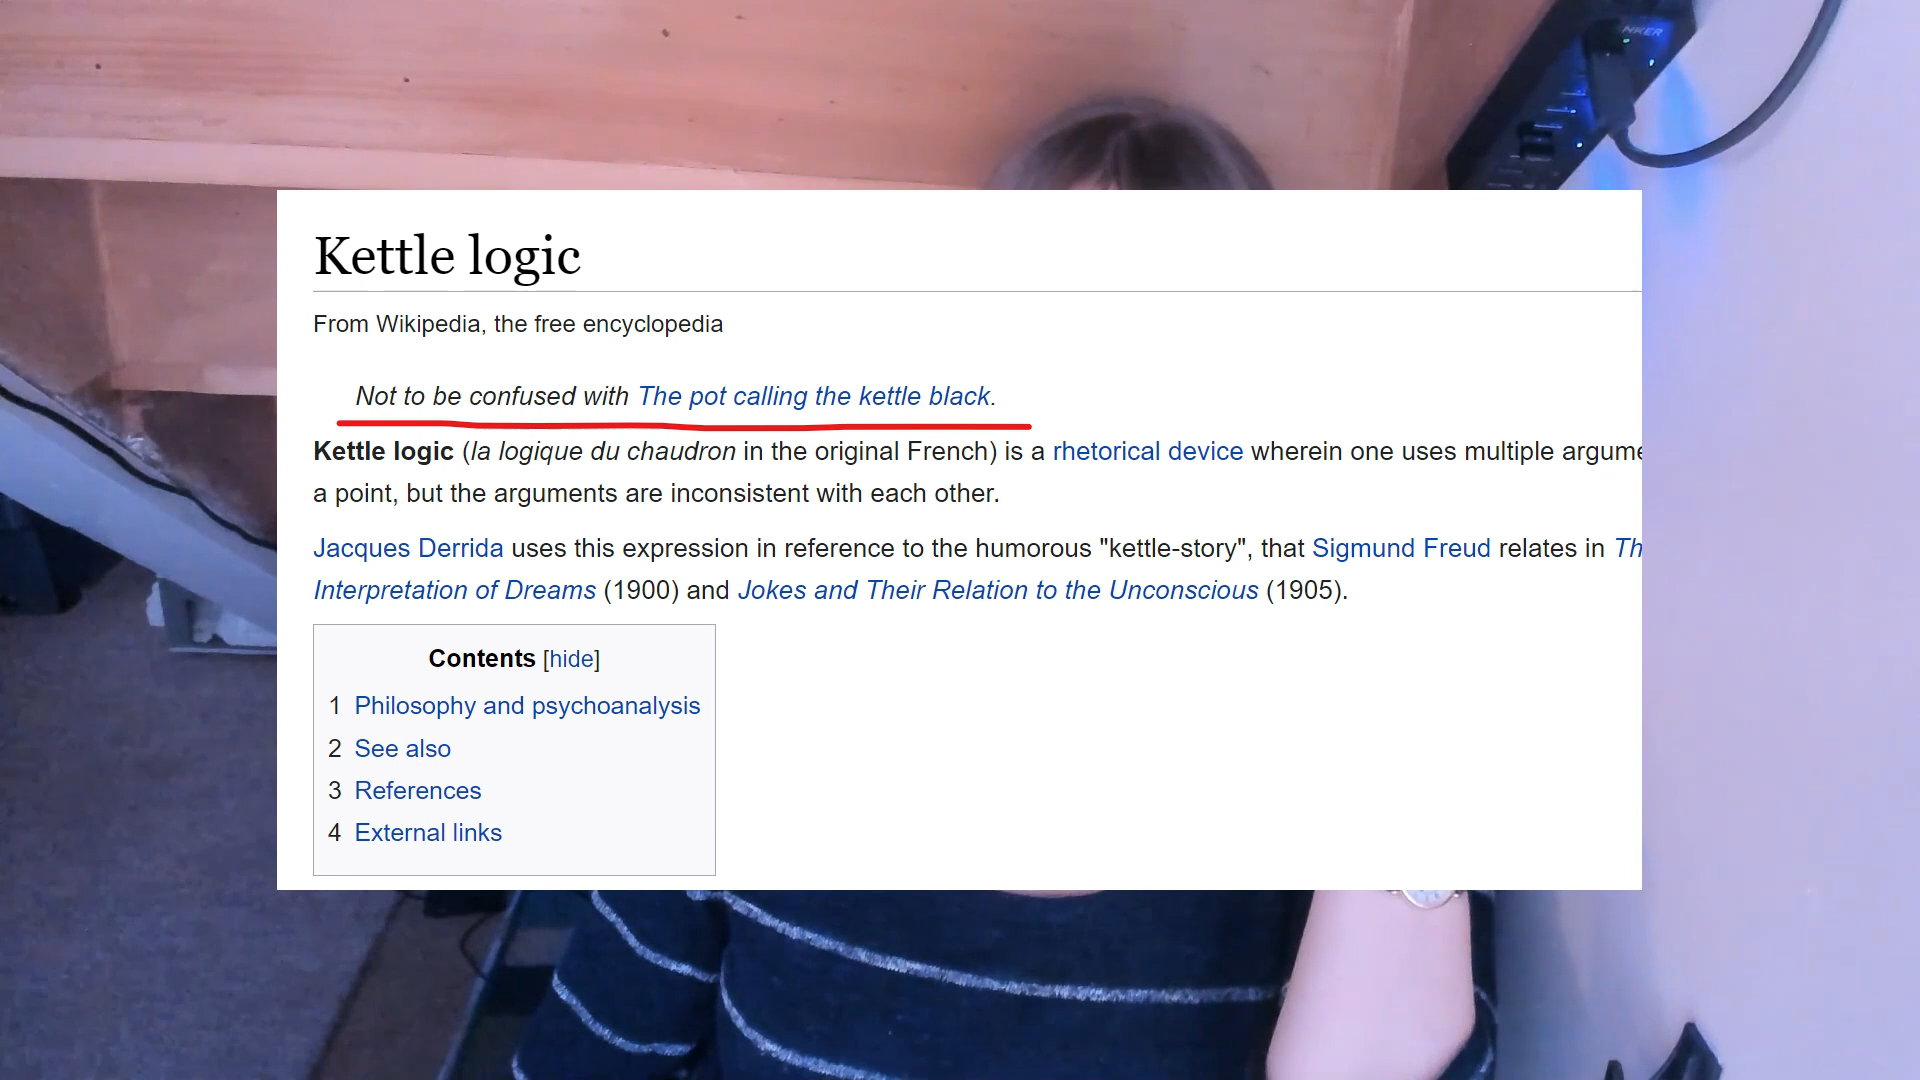 NKER
Kettle logic
From Wikipedia, the free encyclopedia
Not to be confused with The pot calling the kettle black.
Kettle logic (la logique du chaudron in the original French) is a rhetorical device wherein one uses multiple argume
a point, but the arguments are inconsistent with each other.
Jacques Derrida uses this expression in reference to the humorous "kettle-story", that Sigmund Freud relates in Th
Interpretation of Dreams (1900) and Jokes and Their Relation to the Unconscious (1905).
Contents [hide]
1 Philosophy and psychoanalysis
2 See also
3 References
4 External links